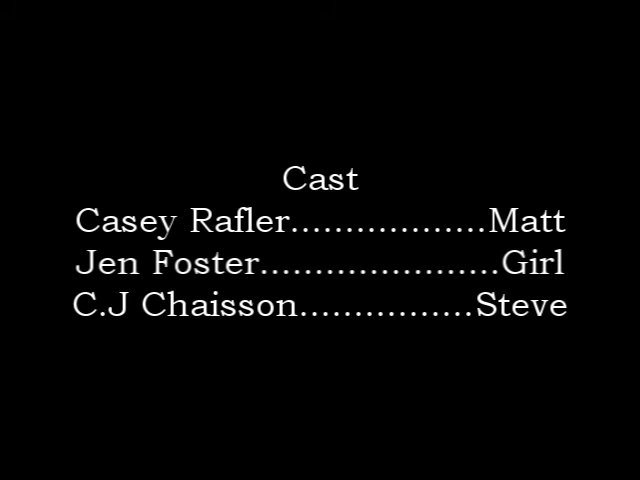 Cast
Casey Rafler..................Matt
Jen Foster......................Girl
C.J Chaisson................Steve